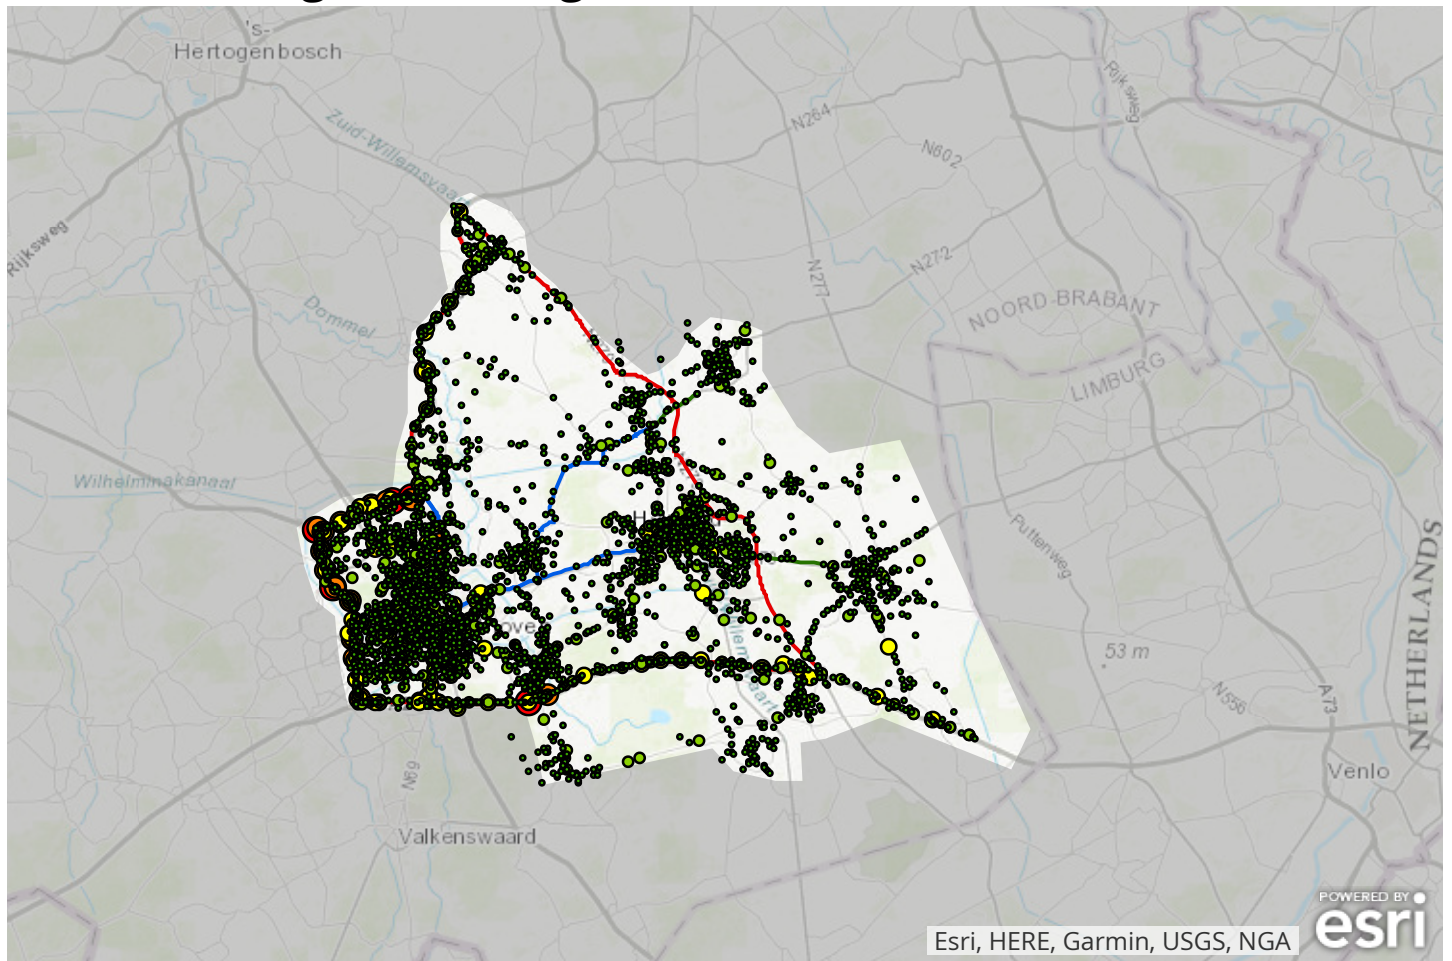 's-
Hertogenbosch
Zuid-Willemsvaart
N264
Rijksweg
N602
Rijksweg
N272
N277
NOORD-BRABANT
Dommel
LIMBURG
Wilhelminakanaal
Puttenweg
NETHERLANDS
53 m
N556
A73
N69
Venlo
Valkenswaard
POWERED BY
esri
Esri, HERE, Garmin, USGS, NGA